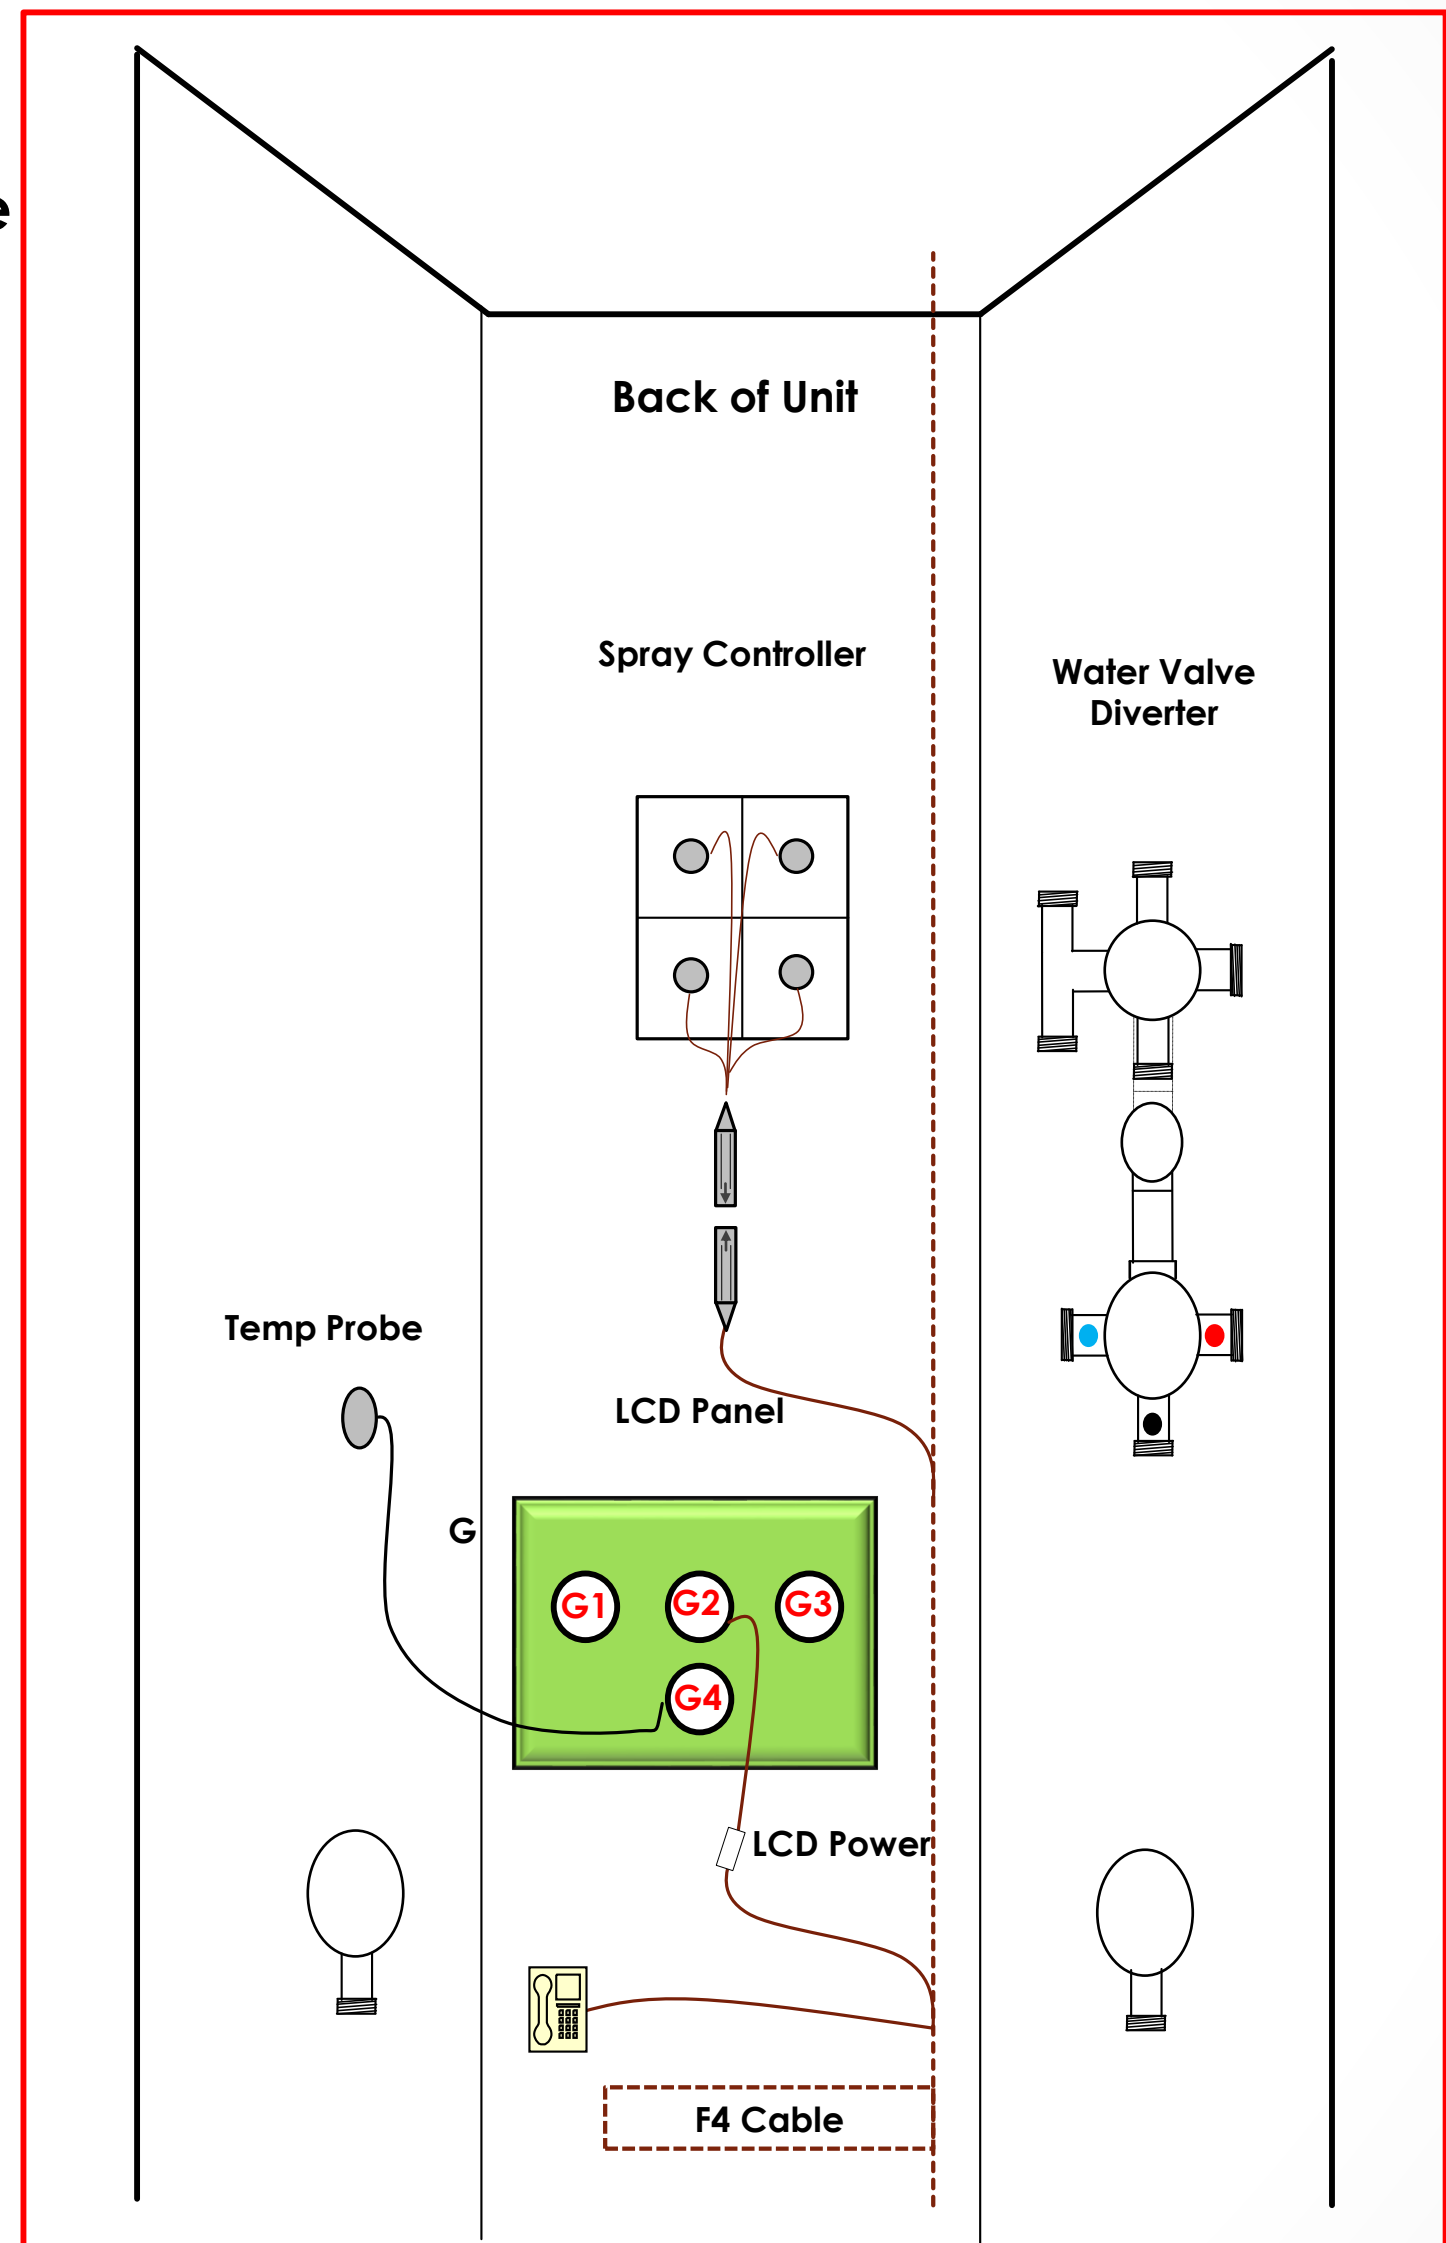 e
Back of Unit
Spray Controller
Water Valve
Diverter
Temp Probe
LCD Panel
G
G1
G2
G3
G4
LCD Power
F4 Cable